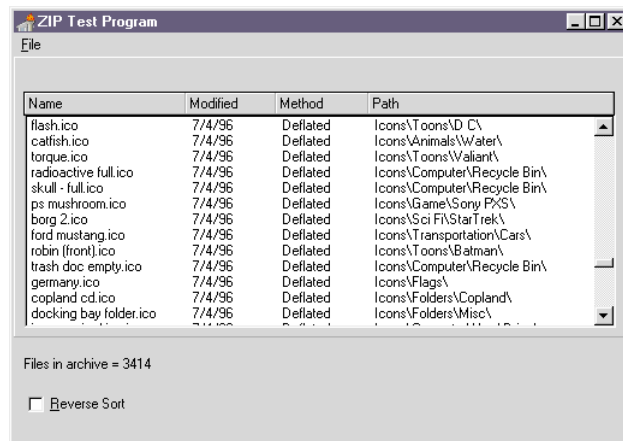 ZIP Test Program
File
Name Modified Method Path
flash.ico 7/4/96 Deflated Icons\Toons\D C\
catfish.ico 7/4/96 Deflated Icons\Animals\Water\
torque.ico 7/4/96 Deflated Icons\Toons\Valiant\
radioactive full.ico 7/4/96 Deflated Icons\Computer\Recycle Bin\
skull - full.ico 7/4/96 Deflated Icons\Computer\Recycle Bin\
ps mushroom.ico 7/4/96 Deflated Icons\Game\Sony PXS\
borg 2.ico 7/4/96 Deflated Icons\Sci Fi\StarTrek\
ford mustang.ico 7/4/96 Deflated Icons\Transportation\Cars\
robin (front).ico 7/4/96 Deflated Icons\Toons\Batman\
trash doc empty.ico 7/4/96 Deflated Icons\Computer\Recycle Bin\
germany.ico 7/4/96 Deflated Icons\Flags\
copland cd.ico 7/4/96 Deflated Icons\Folders\Copland\
docking bay folder.ico 7/4/96 Deflated Icons\Folders\Misc\
Files in archive = 3414
Reverse Sort